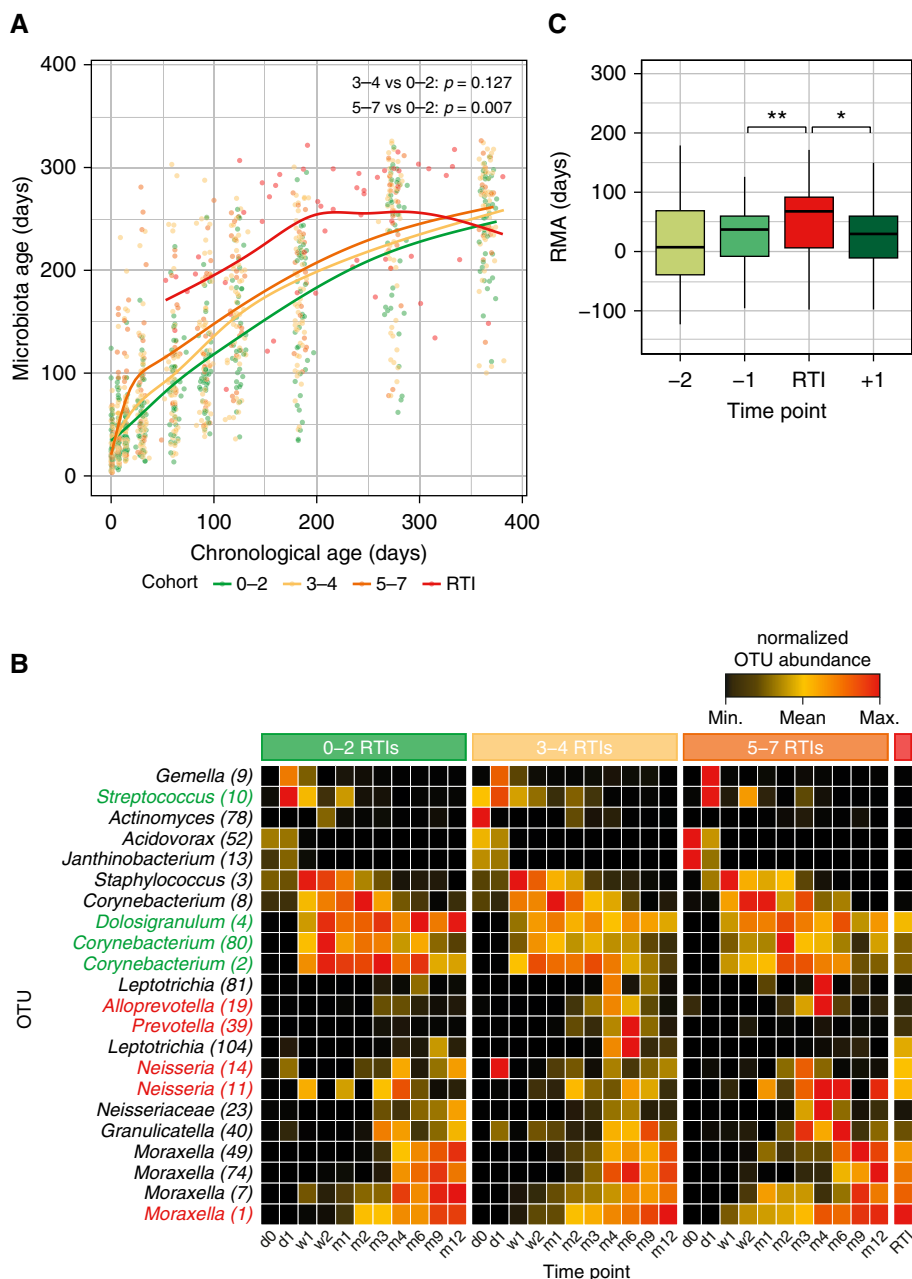 A
C
400
300
200
100
0
Microbiota age (days)
3–4 vs 0–2: p = 0.127
5–7 vs 0–2: p = 0.007
0
100
200
300
400
Chronological age (days)
Cohort 0–2 3–4 5–7 RTI
300
200
100
0
−100
RMA (days)
**
*
−2
−1
RTI
+1
Time point
B
normalized
OTU abundance
Min. Mean Max.
0–2 RTIs
3–4 RTIs
5–7 RTIs
OTU
Gemella (9)
Streptococcus (10)
Actinomyces (78)
Acidovorax (52)
Janthinobacterium (13)
Staphylococcus (3)
Corynebacterium (8)
Dolosigranulum (4)
Corynebacterium (80)
Corynebacterium (2)
Leptotrichia (81)
Alloprevotella (19)
Prevotella (39)
Leptotrichia (104)
Neisseria (14)
Neisseria (11)
Neisseriaceae (23)
Granulicatella (40)
Moraxella (49)
Moraxella (74)
Moraxella (7)
Moraxella (1)
d0 d1 w1 w2 m1 m2 m3 m4 m6 m9 m12
d0 d1 w1 w2 m1 m2 m3 m4 m6 m9 m12
d0 d1 w1 w2 m1 m2 m3 m4 m6 m9 m12
RTI
Time point